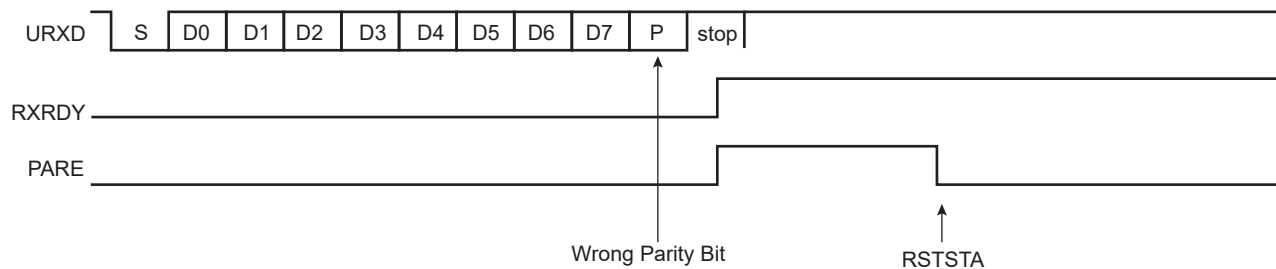 URXD S D0 D1 D2 D3 D4 D5 D6 D7 P stop
RXRDY
PARE
Wrong Parity Bit RSTSTA